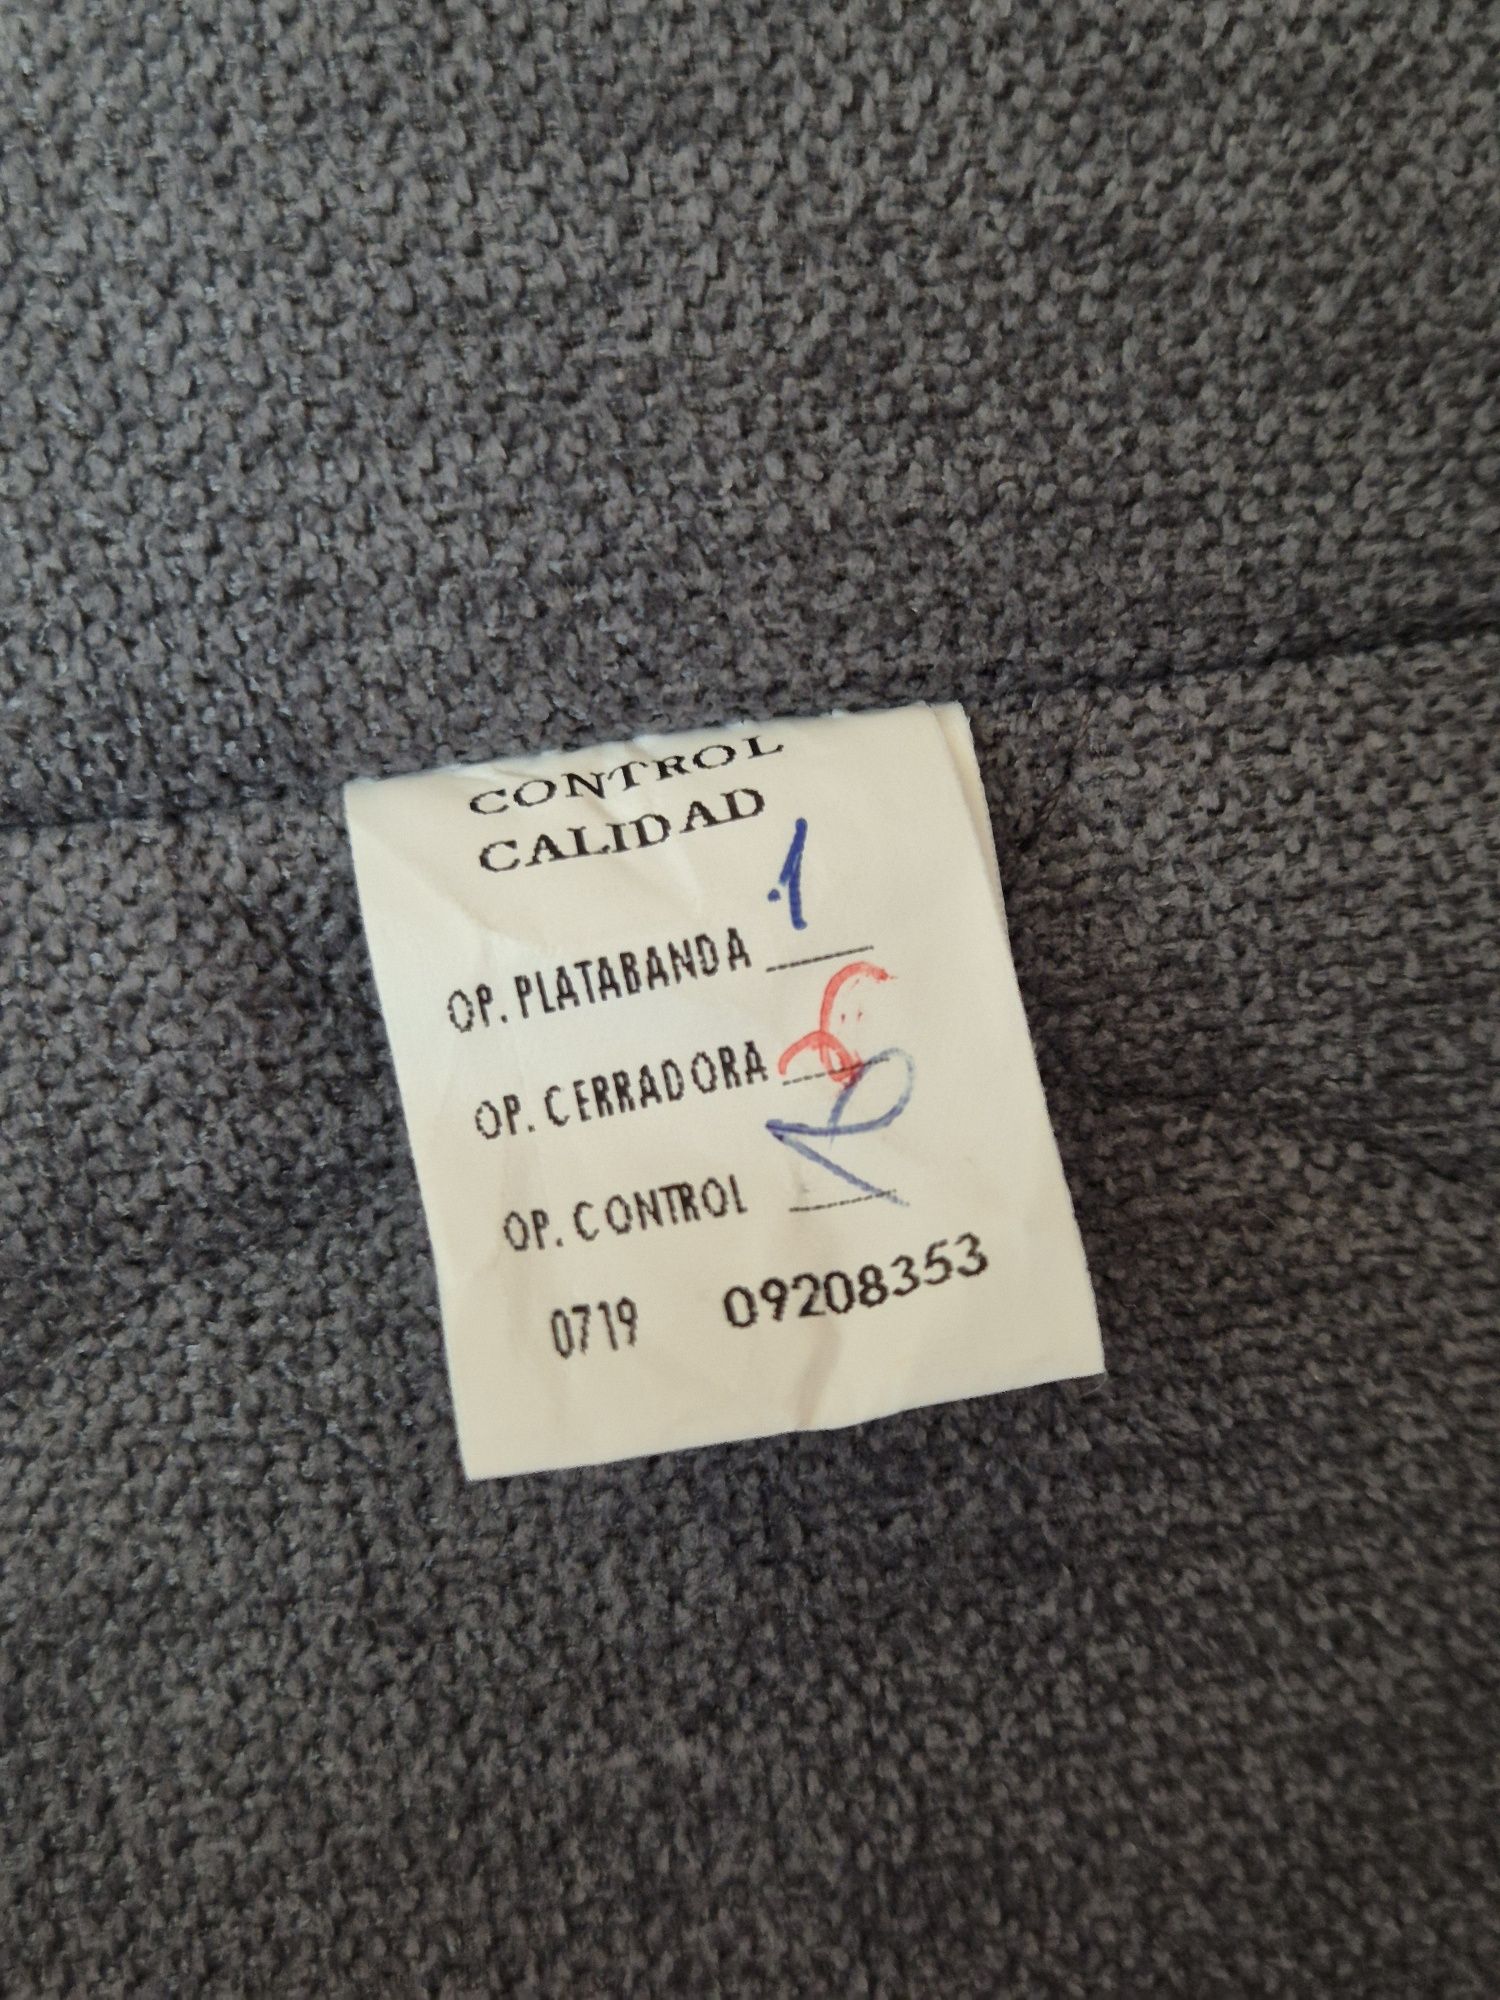 CONTROL
CALIDAD
OP. PLATABANDA 1
OP. CERRADORA
OP. CONTROL
0719 09208353